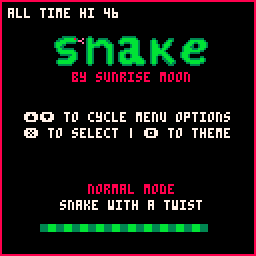 ALL TIME HI 46
snake
BY SUNRISE MOON
TO CYCLE MENU OPTIONS
TO SELECT | TO THEME
NORMAL MODE
SNAKE WITH A TWIST